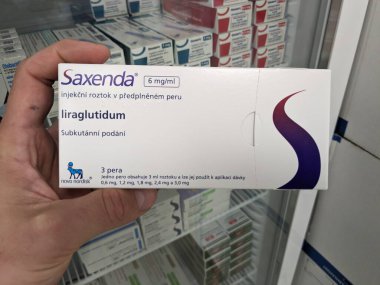 Saxenda®
6 mg/ml
injekční roztok v předplněném peru
liraglutidum
Subkutánní podání
3 pera
Jedno pero obsahuje 3 ml roztoku a lze jej použít k aplikaci dávky
0,6 mg, 1,2 mg, 1,8 mg, 2,4 mg a 3,0 mg
novo nordisk®